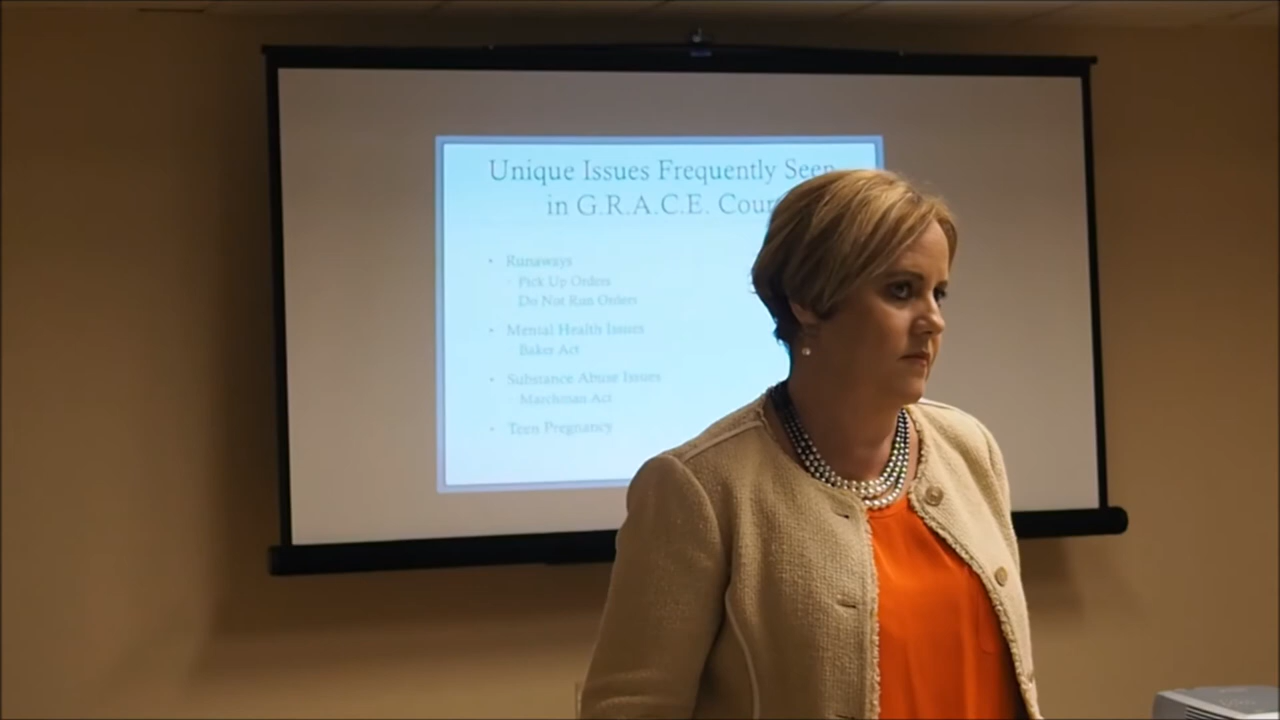 Unique Issues Frequently Seen
in G.R.A.C.E. Court
• Runaways
- Pick Up Orders
Do Not Run Orders
• Mental Health Issues
Baker Act
• Substance Abuse Issues
Marchman Act
• Teen Pregnancy